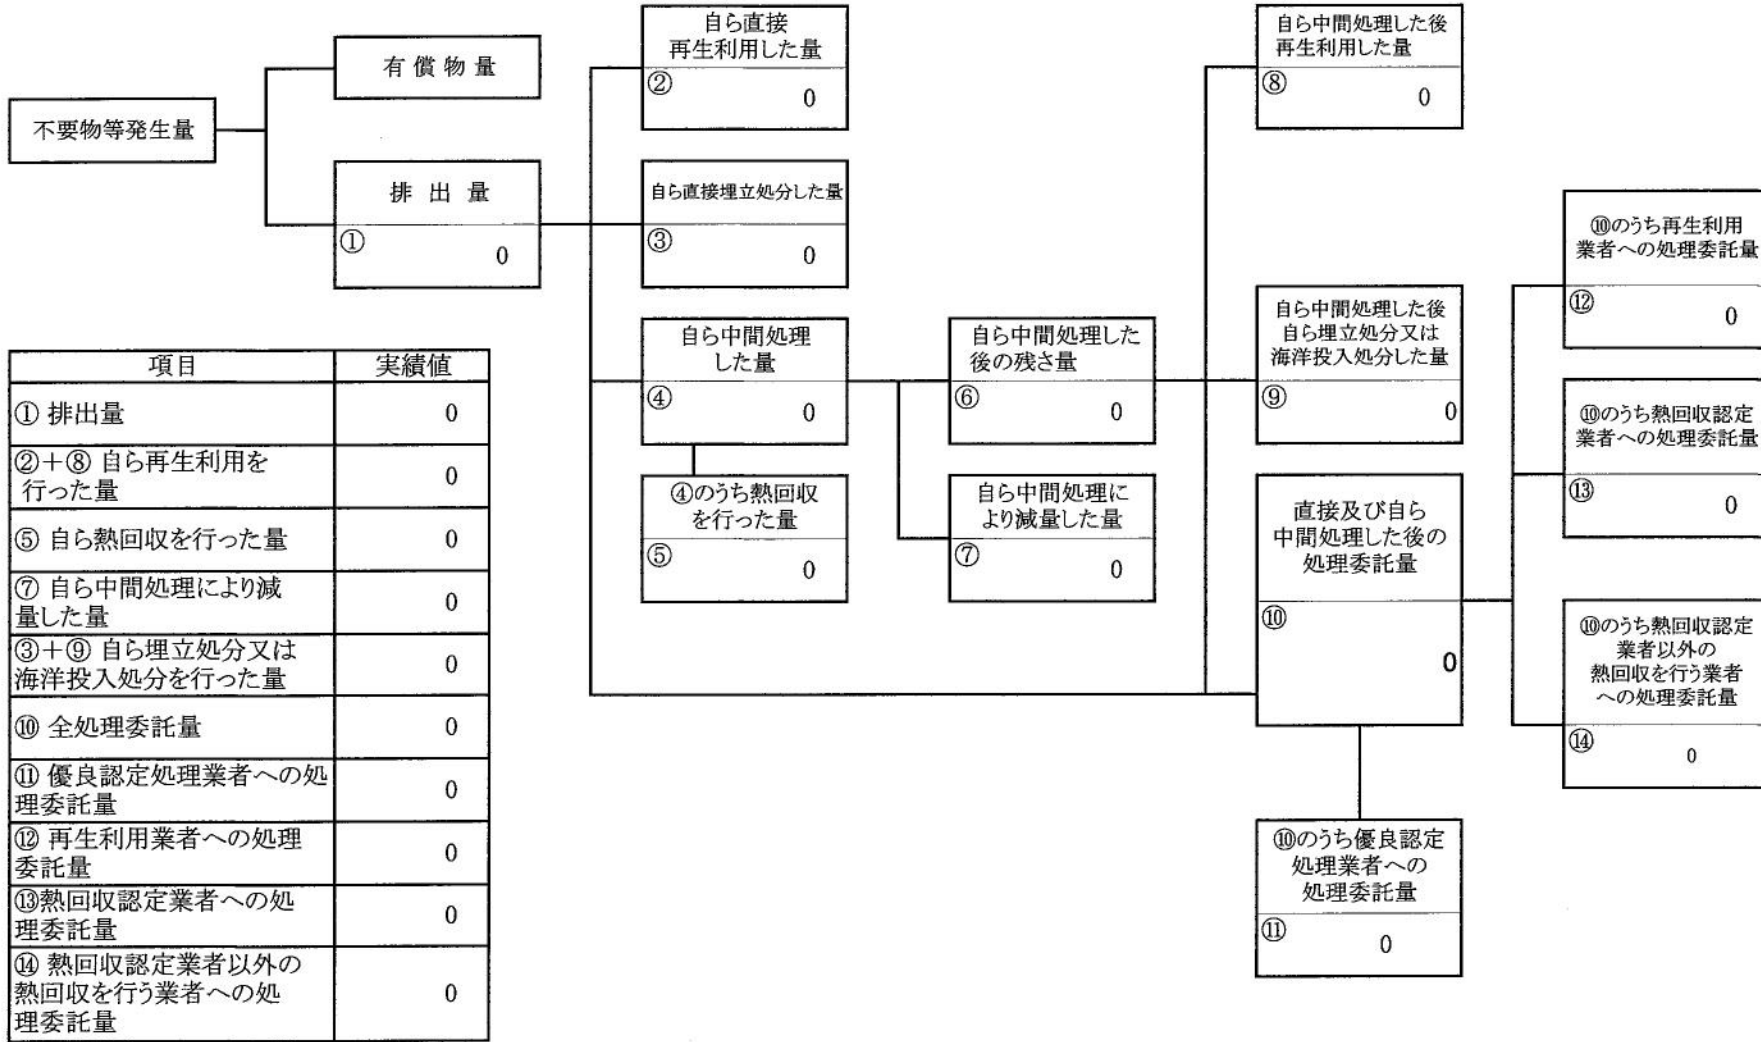 不要物等発生量
有償物量
排出量
①
0
自ら直接
再生利用した量
②
0
自ら直接埋立処分した量
③
0
自ら中間処理
した量
④
0
④のうち熱回収
を行った量
⑤
0
自ら中間処理した
後の残さ量
⑥
0
自ら中間処理に
より減量した量
⑦
0
自ら中間処理した後
再生利用した量
⑧
0
自ら中間処理した後
自ら埋立処分又は
海洋投入処分した量
⑨
0
直接及び自ら
中間処理した後の
処理委託量
⑩
0
⑩のうち優良認定
処理業者への
処理委託量
⑪
0
⑩のうち再生利用
業者への処理委託量
⑫
0
⑩のうち熱回収認定
業者への処理委託量
⑬
0
⑩のうち熱回収認定
業者以外の
熱回収を行う業者
への処理委託量
⑭
0
項目 実績値
① 排出量 0
②+⑧ 自ら再生利用を
行った量 0
⑤ 自ら熱回収を行った量 0
⑦ 自ら中間処理により減
量した量 0
③+⑨ 自ら埋立処分又は
海洋投入処分を行った量 0
⑩ 全処理委託量 0
⑪ 優良認定処理業者への処
理委託量 0
⑫ 再生利用業者への処理
委託量 0
⑬熱回収認定業者への処
理委託量 0
⑭ 熱回収認定業者以外の
熱回収を行う業者への処
理委託量 0